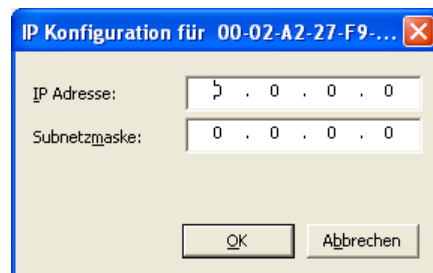 IP Konfiguration für 00-02-A2-27-F9-...
IP Adresse: 0 . 0 . 0 . 0
Subnetzmaske: 0 . 0 . 0 . 0
OK Abbrechen